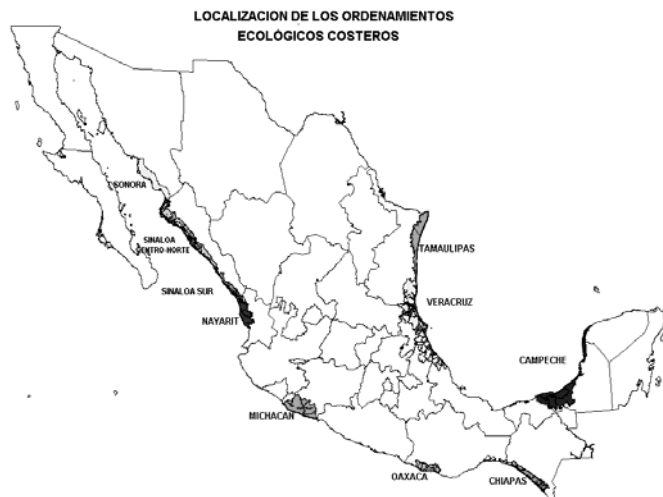 LOCALIZACION DE LOS ORDENAMIENTOS
ECOLÓGICOS COSTEROS
SONORA
SINALOA
CENTRO-NORTE
TAMAULIPAS
SINALOA SUR
VERACRUZ
NAYARIT
CAMPECHE
MICHACAN
OAXACA
CHIAPAS